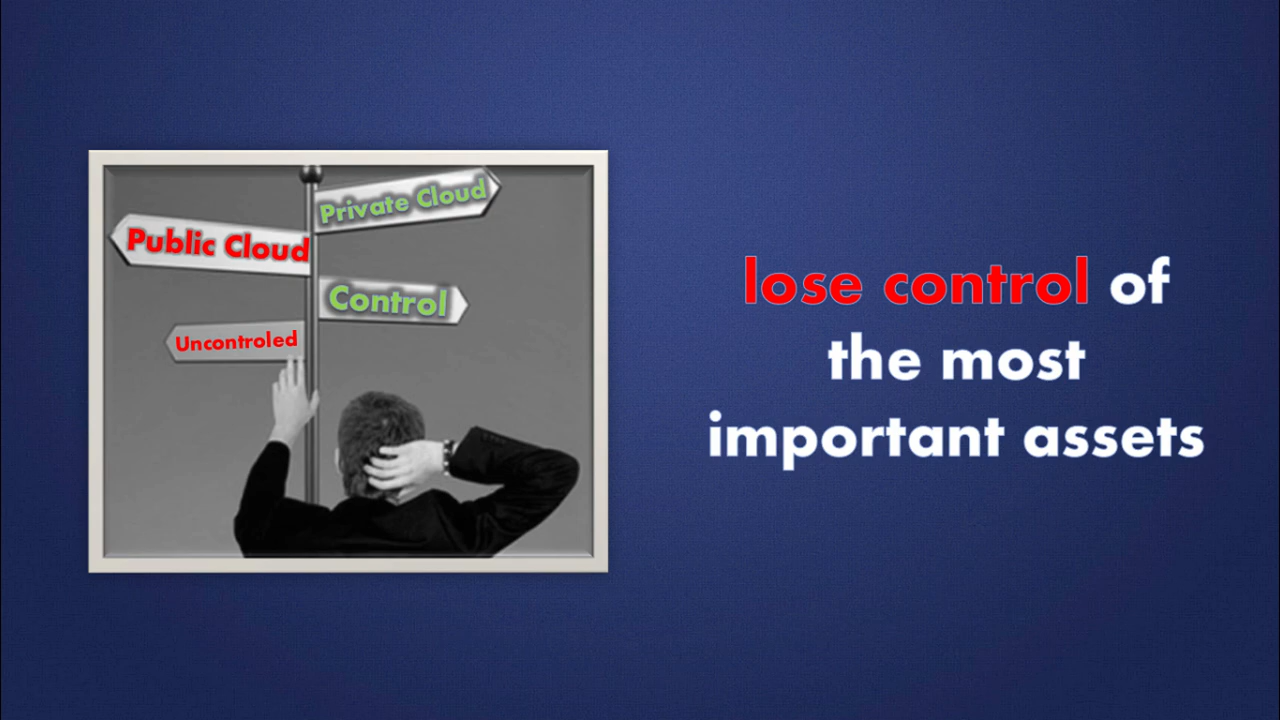 Private Cloud
Public Cloud
Control
Uncontroled
lose control of
the most
important assets